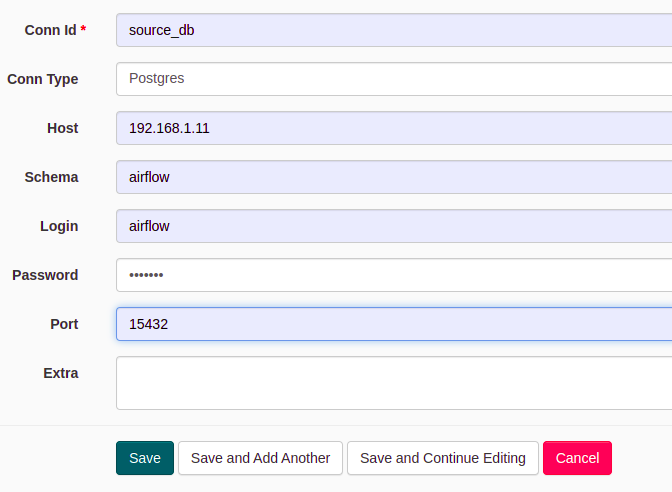 Conn Id * source_db
Conn Type Postgres
Host 192.168.1.11
Schema airflow
Login airflow
Password •••••••
Port 15432
Extra
Save Save and Add Another Save and Continue Editing Cancel